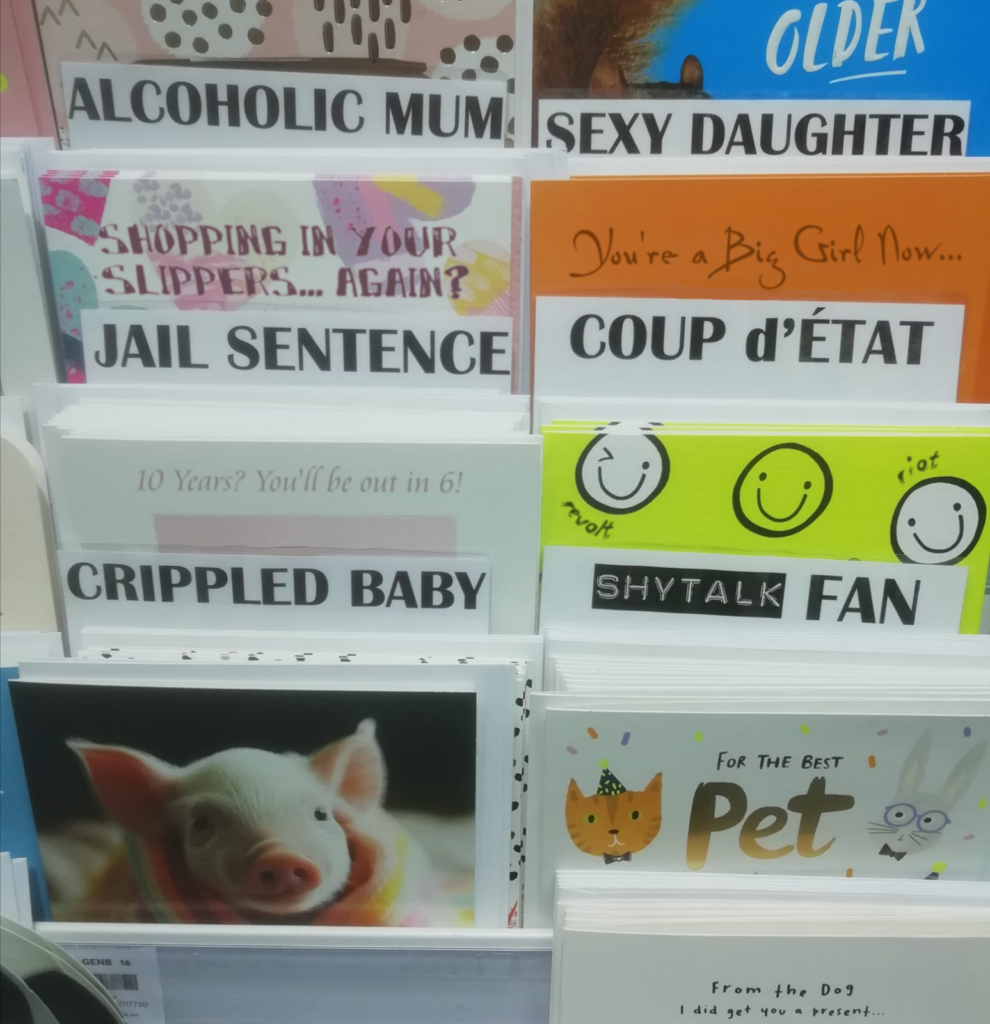 OLDER
ALCOHOLIC MUM
SEXY DAUGHTER
SHOPPING IN YOUR
SLIPPERS... AGAIN?
You're a Big Girl Now...
JAIL SENTENCE
COUP d'ÉTAT
10 Years? You'll be out in 6!
revolt
riot
CRIPPLED BABY
SHYTALK FAN
FOR THE BEST
Pet
GENB 16
From the Dog
I did get you a present...